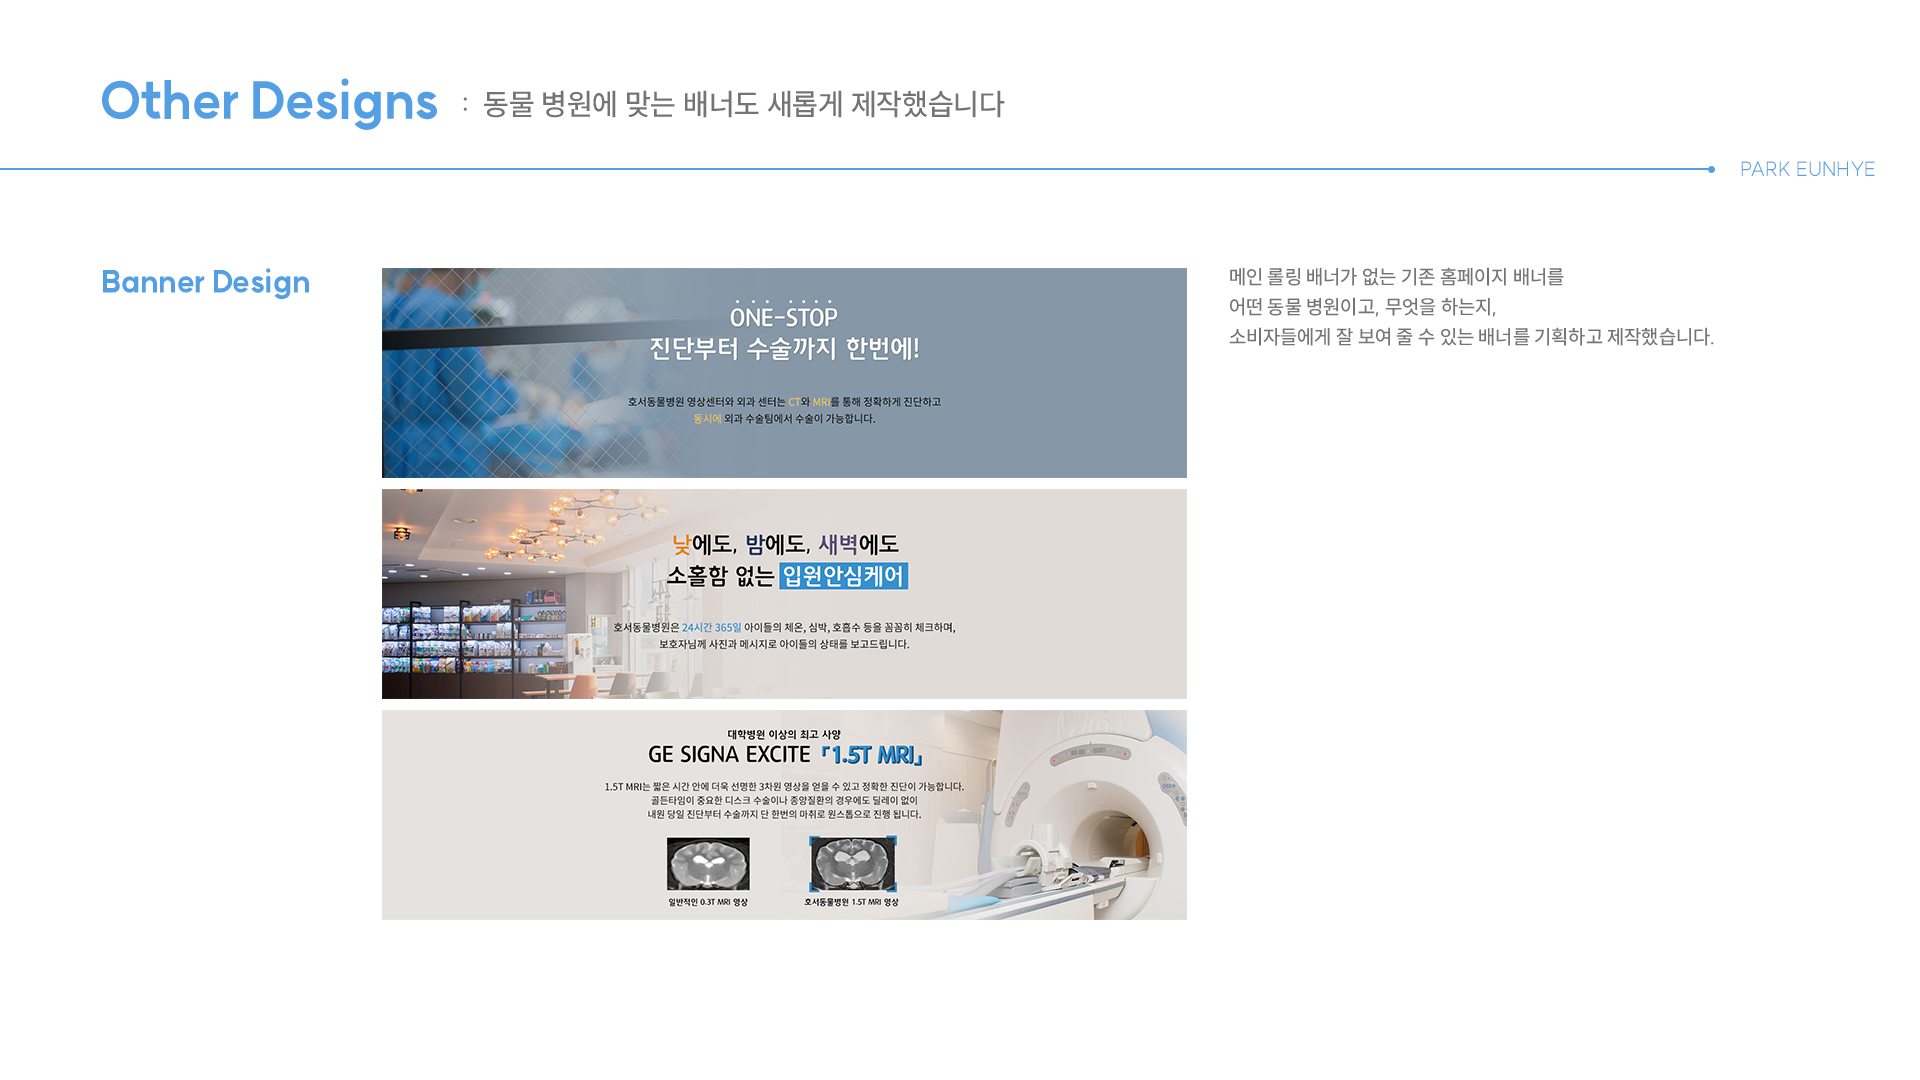 Other Designs : 동물 병원에 맞는 배너도 새롭게 제작했습니다
PARK EUNHYE
Banner Design
ONE-STOP
진단부터 수술까지 한번에!
호서동물병원 영상센터와 외과 센터는 CT와 MRI를 통해 정확하게 진단하고
동시에 외과 수술팀에서 수술이 가능합니다.
낮에도, 밤에도, 새벽에도
소홀함 없는 입원안심케어
호서동물병원은 24시간 365일 아이들의 체온, 심박, 호흡수 등을 꼼꼼히 체크하며,
보호자님께 사진과 메시지로 아이들의 상태를 보고드립니다.
대학병원 이상의 최고 사양
GE SIGNA EXCITE 「1.5T MRI」
1.5T MRI는 짧은 시간 안에 더욱 선명한 3차원 영상을 얻을 수 있고 정확한 진단이 가능합니다.
골든타임이 중요한 디스크 수술이나 종양질환의 경우에도 딜레이 없이
내원 당일 진단부터 수술까지 단 한번의 마취로 원스톱으로 진행 됩니다.
일반적인 0.3T MRI 영상
호서동물병원 1.5T MRI 영상
메인 롤링 배너가 없는 기존 홈페이지 배너를
어떤 동물 병원이고, 무엇을 하는지,
소비자들에게 잘 보여 줄 수 있는 배너를 기획하고 제작했습니다.